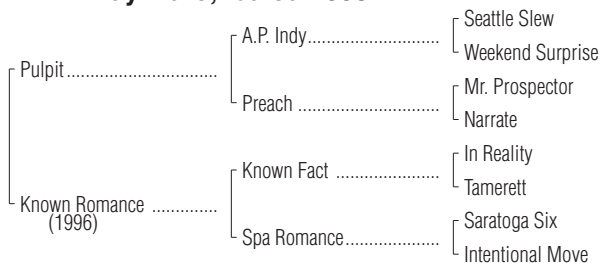 Seattle Slew
A.P. Indy
Weekend Surprise
Pulpit
Mr. Prospector
Preach
Narrate
In Reality
Known Fact
Tamerett
Known Romance
(1996)
Saratoga Six
Spa Romance
Intentional Move